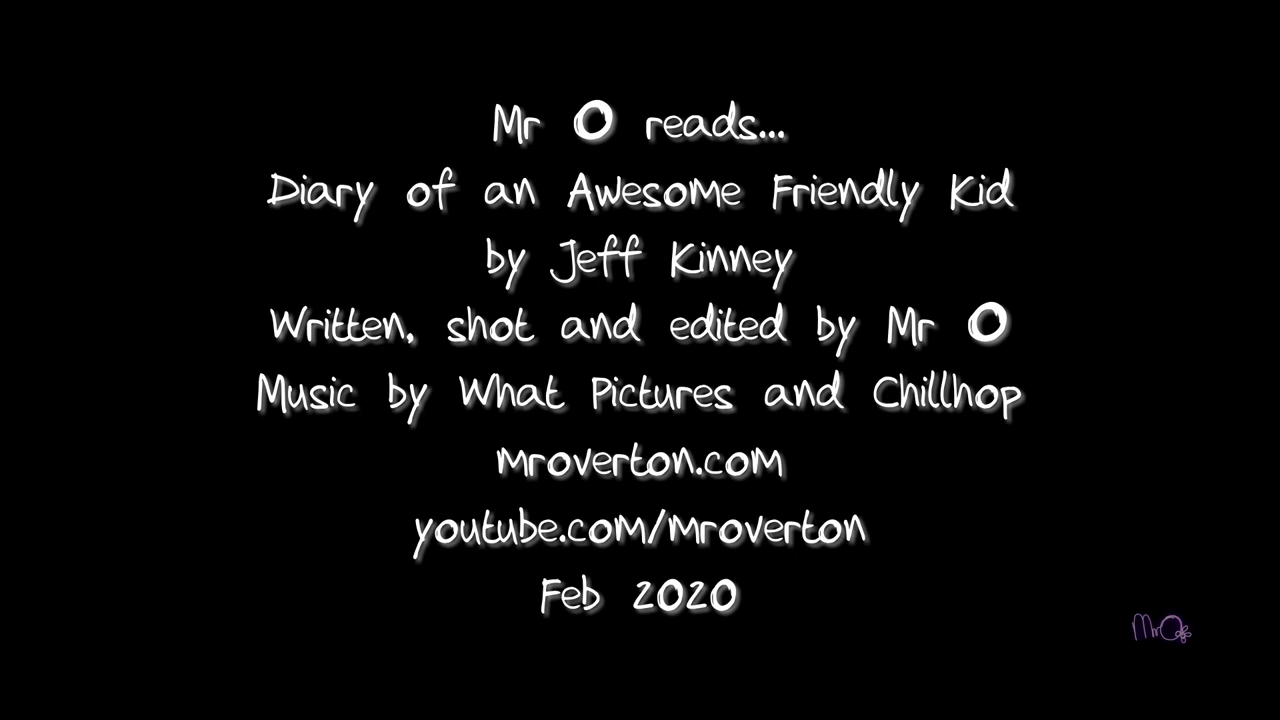 Mr O reads...
Diary of an Awesome Friendly Kid
by Jeff Kinney
Written, shot and edited by Mr O
Music by What Pictures and Chillhop
mroverton.com
youtube.com/mroverton
Feb 2020
MrO